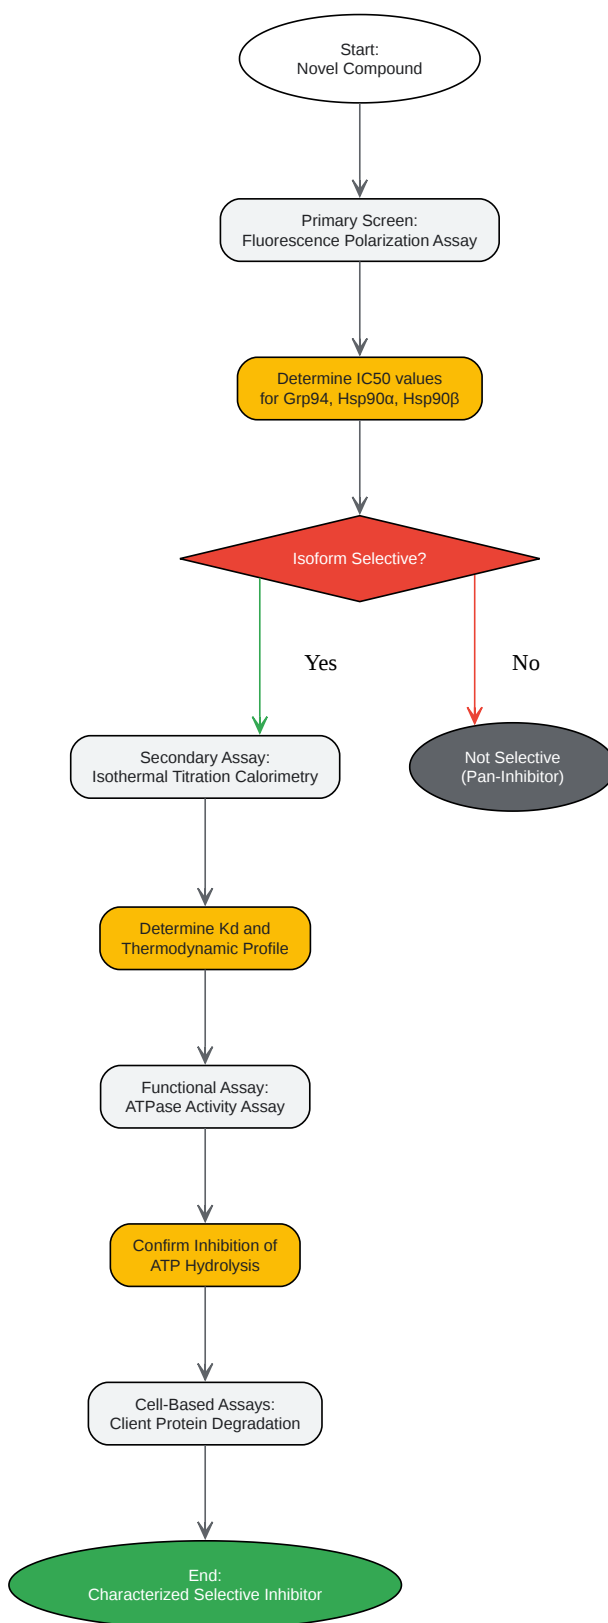 Start:
Novel Compound
Primary Screen:
Fluorescence Polarization Assay
Determine IC50 values
for Grp94, Hsp90α, Hsp90β
Isoform Selective?
Yes
No
Secondary Assay:
Isothermal Titration Calorimetry
Not Selective
(Pan-Inhibitor)
Determine Kd and
Thermodynamic Profile
Functional Assay:
ATPase Activity Assay
Confirm Inhibition of
ATP Hydrolysis
Cell-Based Assays:
Client Protein Degradation
End:
Characterized Selective Inhibitor